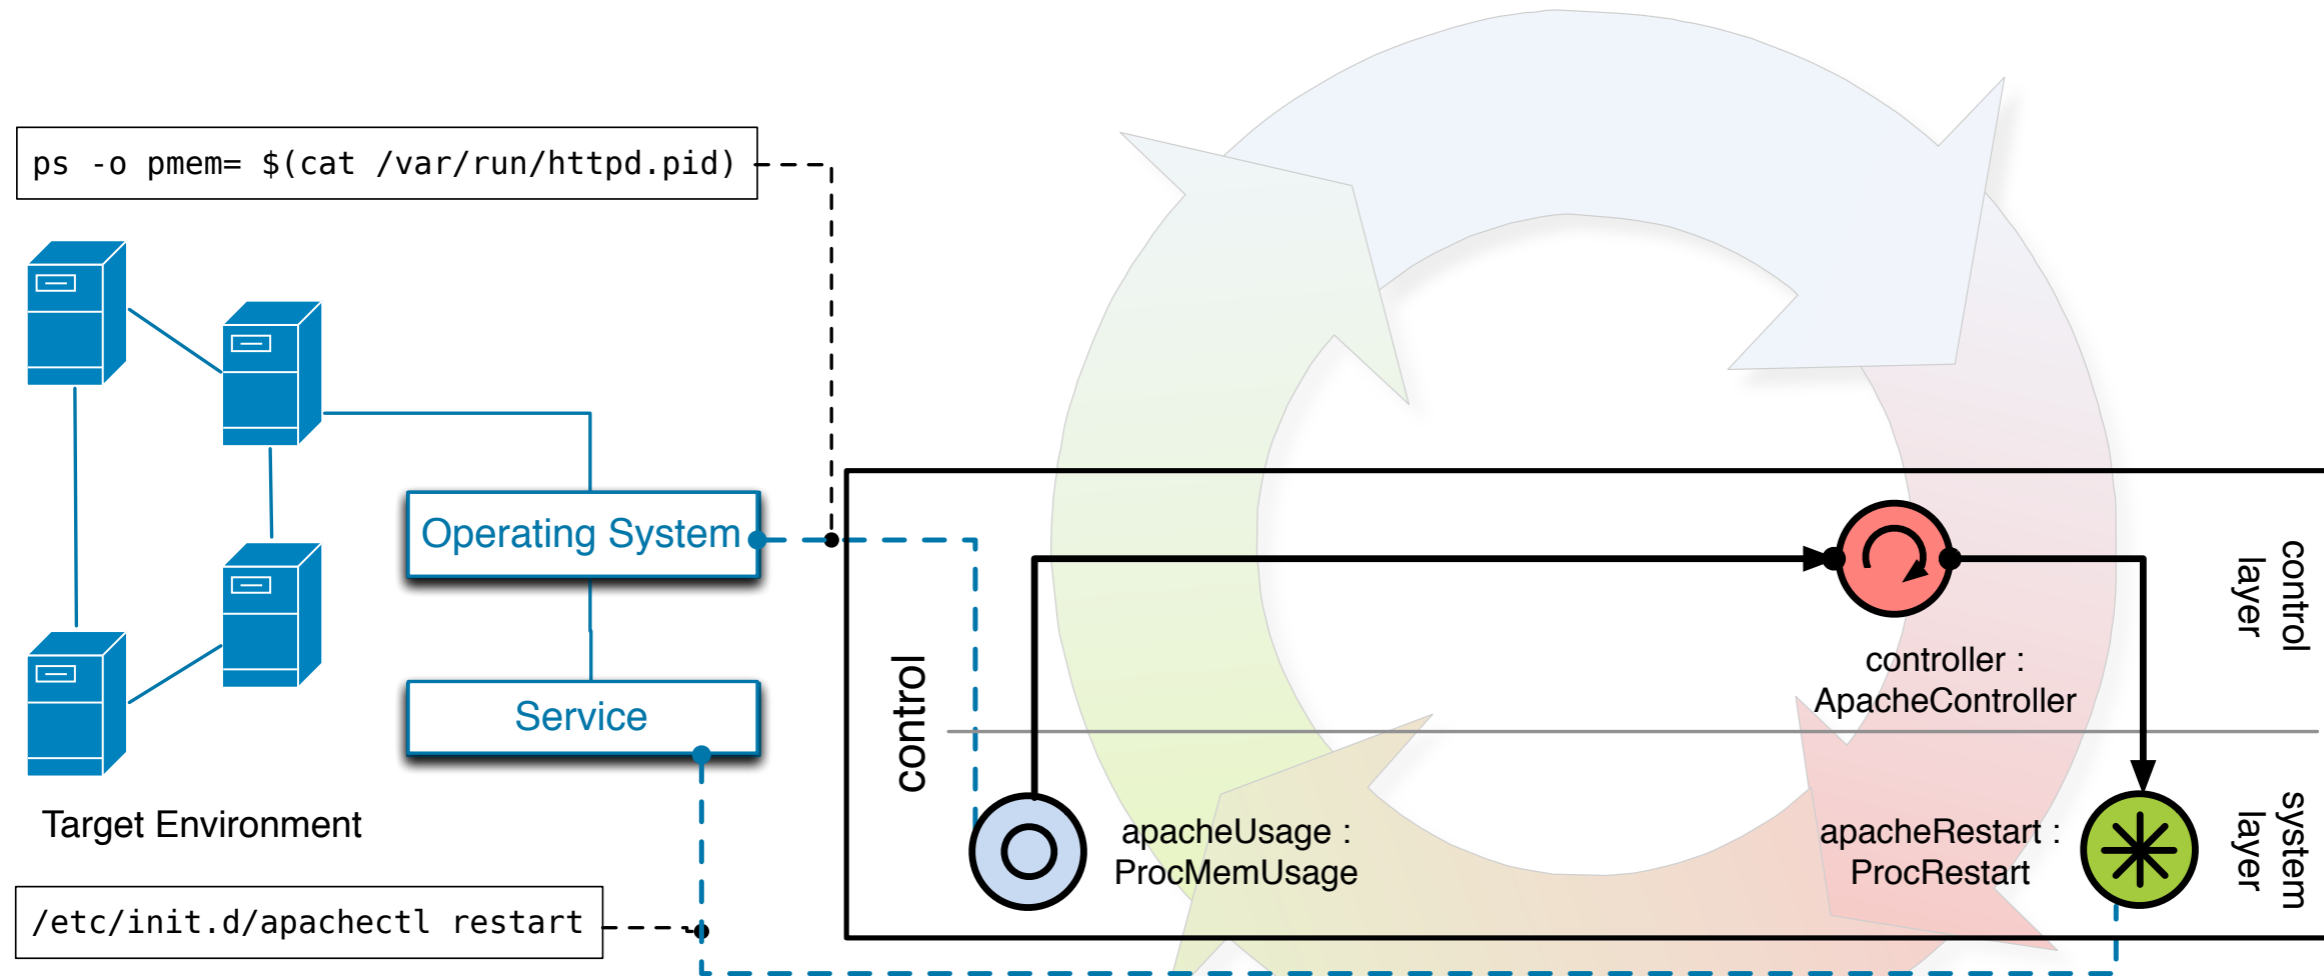 ps -o pmem= $(cat /var/run/httpd.pid)
Operating System
Service
Target Environment
/etc/init.d/apachectl restart
control
control
layer
controller :
ApacheController
apacheUsage :
ProcMemUsage
apacheRestart :
ProcRestart
system
layer